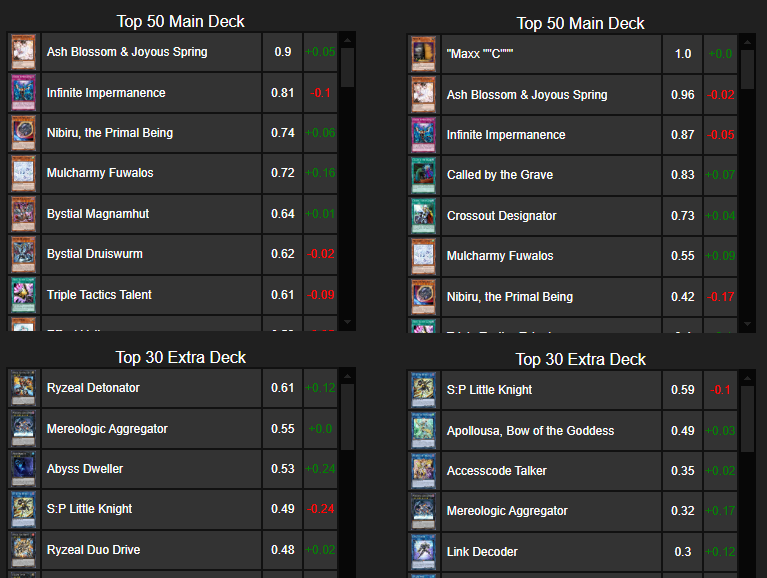 Top 50 Main Deck
Ash Blossom & Joyous Spring 0.9 +0.05
Infinite Impermanence 0.81 -0.1
Nibiru, the Primal Being 0.74 +0.06
Mulcharmy Fuwalos 0.72 +0.16
Bystial Magnamhut 0.64 +0.01
Bystial Druiswurm 0.62 -0.02
Triple Tactics Talent 0.61 -0.09
Top 30 Extra Deck
Ryzeal Detonator 0.61 +0.12
Mereologic Aggregator 0.55 +0.0
Abyss Dweller 0.53 +0.24
S:P Little Knight 0.49 -0.24
Ryzeal Duo Drive 0.48 +0.02
Top 50 Main Deck
"Maxx ""C""" 1.0 +0.0
Ash Blossom & Joyous Spring 0.96 -0.02
Infinite Impermanence 0.87 -0.05
Called by the Grave 0.83 +0.07
Crossout Designator 0.73 +0.04
Mulcharmy Fuwalos 0.55 +0.09
Nibiru, the Primal Being 0.42 -0.17
Top 30 Extra Deck
S:P Little Knight 0.59 -0.1
Apollousa, Bow of the Goddess 0.49 +0.03
Accesscode Talker 0.35 +0.02
Mereologic Aggregator 0.32 +0.17
Link Decoder 0.3 +0.12